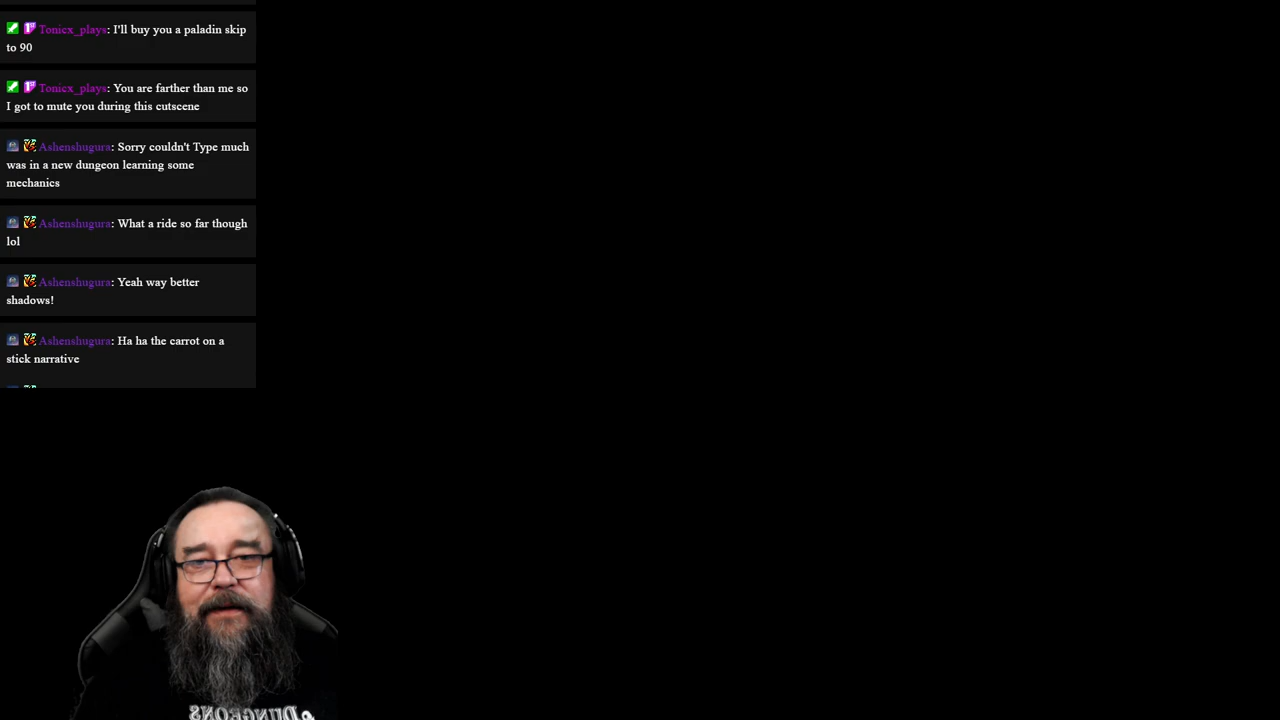 Tonicx_plays: I'll buy you a paladin skip
to 90
Tonicx_plays: You are farther than me so
I got to mute you during this cutscene
Ashenshugura: Sorry couldn't Type much
was in a new dungeon learning some
mechanics
Ashenshugura: What a ride so far though
lol
Ashenshugura: Yeah way better
shadows!
Ashenshugura: Ha ha the carrot on a
stick narrative
DUNGEONS